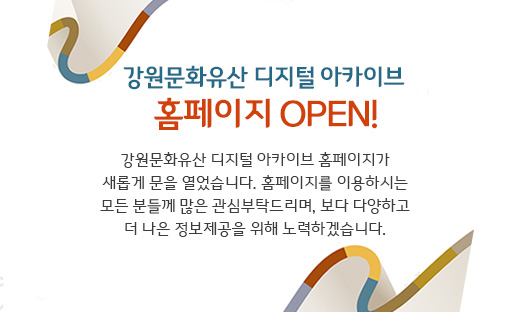 강원문화유산 디지털 아카이브
홈페이지 OPEN!
강원문화유산 디지털 아카이브 홈페이지가
새롭게 문을 열었습니다. 홈페이지를 이용하시는
모든 분들께 많은 관심부탁드리며, 보다 다양하고
더 나은 정보제공을 위해 노력하겠습니다.